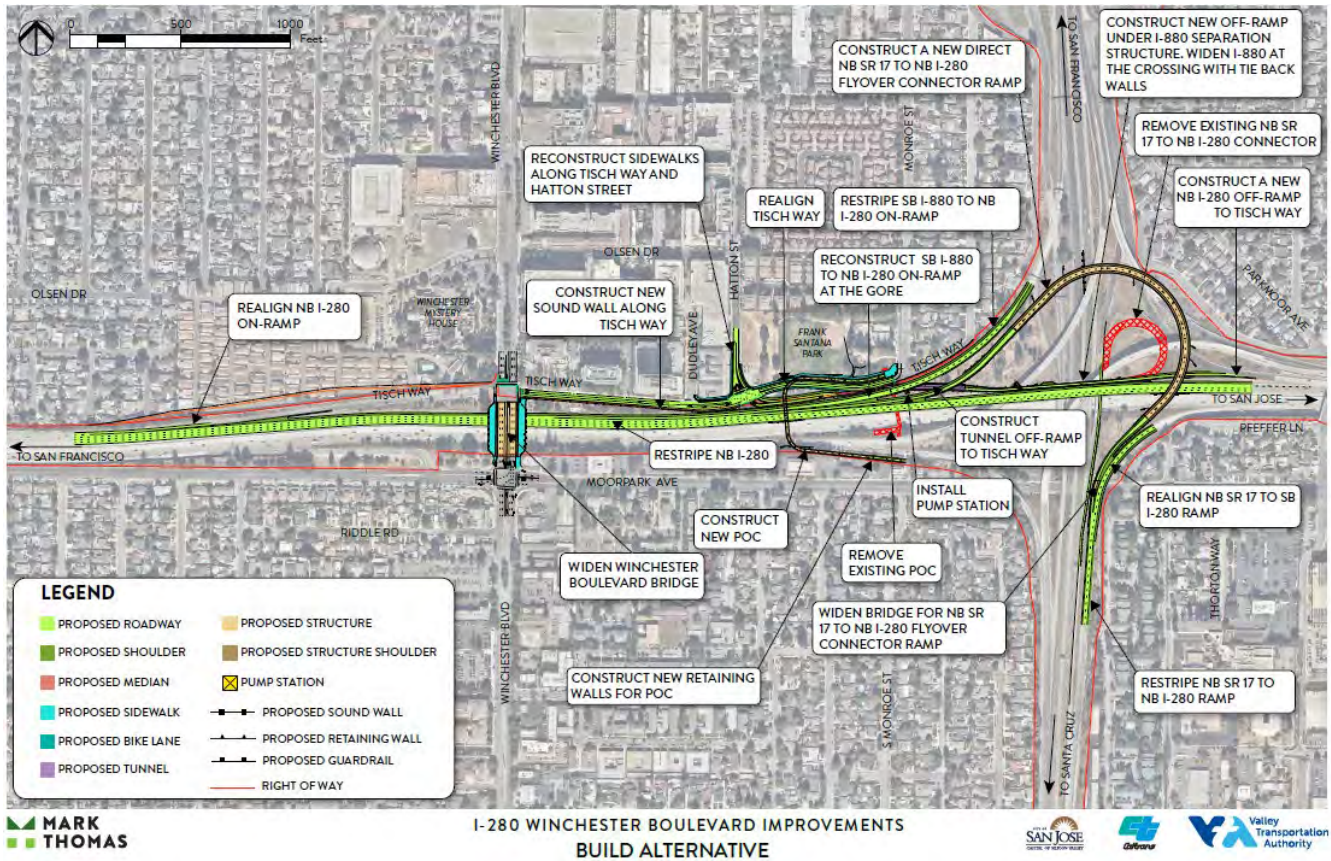 0 500 1000
Feet
WINCHESTER BLVD
TO SAN FRANCISCO
CONSTRUCT A NEW DIRECT
NB SR 17 TO NB I-280
FLYOVER CONNECTOR RAMP
CONSTRUCT NEW OFF-RAMP
UNDER I-880 SEPARATION
STRUCTURE. WIDEN I-880 AT
THE CROSSING WITH TIE BACK
WALLS
MONROE ST
REMOVE EXISTING NB SR
17 TO NB I-280 CONNECTOR
RECONSTRUCT SIDEWALKS
ALONG TISCH WAY AND
HATTON STREET
REALIGN
TISCH WAY
RESTRIPE SB I-880 TO NB
I-280 ON-RAMP
CONSTRUCT A NEW
NB I-280 OFF-RAMP
TO TISCH WAY
OLSEN DR
HATTON ST
RECONSTRUCT SB I-880
TO NB I-280 ON-RAMP
AT THE GORE
PARKMOOR AVE
OLSEN DR
REALIGN NB I-280
ON-RAMP
WINCHESTER
MYSTERY
HOUSE
CONSTRUCT NEW
SOUND WALL ALONG
TISCH WAY
DUDLEY AVE
FRANK
SANTANA
PARK
TISCH WAY
TISCH WAY
TISCH WAY
TO SAN JOSE
PFEFFER LN
TO SAN FRANCISCO
RESTRIPE NB I-280
CONSTRUCT
TUNNEL OFF-RAMP
TO TISCH WAY
MOORPARK AVE
INSTALL
PUMP STATION
REALIGN NB SR 17 TO SB
I-280 RAMP
RIDDLE RD
CONSTRUCT
NEW POC
REMOVE
EXISTING POC
WIDEN WINCHESTER
BOULEVARD BRIDGE
THORTON WAY
WIDEN BRIDGE FOR NB SR
17 TO NB I-280 FLYOVER
CONNECTOR RAMP
CONSTRUCT NEW RETAINING
WALLS FOR POC
WINCHESTER BLVD
S MONROE ST
TO SANTA CRUZ
RESTRIPE NB SR 17 TO
NB I-280 RAMP
LEGEND
PROPOSED ROADWAY
PROPOSED SHOULDER
PROPOSED MEDIAN
PROPOSED SIDEWALK
PROPOSED BIKE LANE
PROPOSED TUNNEL
PROPOSED STRUCTURE
PROPOSED STRUCTURE SHOULDER
PUMP STATION
PROPOSED SOUND WALL
PROPOSED RETAINING WALL
PROPOSED GUARDRAIL
RIGHT OF WAY
MARK
THOMAS
I-280 WINCHESTER BOULEVARD IMPROVEMENTS
BUILD ALTERNATIVE
CITY OF
SAN JOSE
CAPITAL OF SILICON VALLEY
Caltrans
Valley
Transportation
Authority